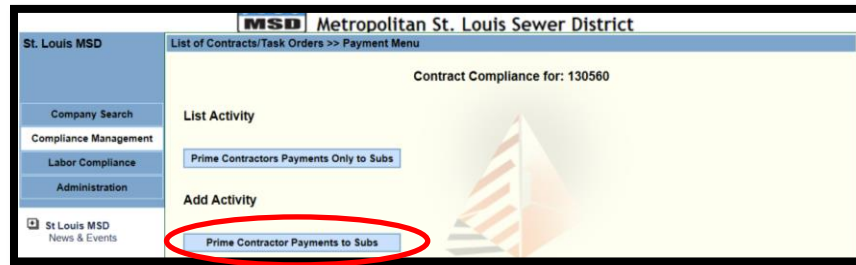 MSD Metropolitan St. Louis Sewer District
St. Louis MSD
List of Contracts/Task Orders >> Payment Menu
Contract Compliance for: 130560
Company Search
List Activity
Compliance Management
Prime Contractors Payments Only to Subs
Labor Compliance
Administration
Add Activity
St Louis MSD
News & Events
Prime Contractor Payments to Subs